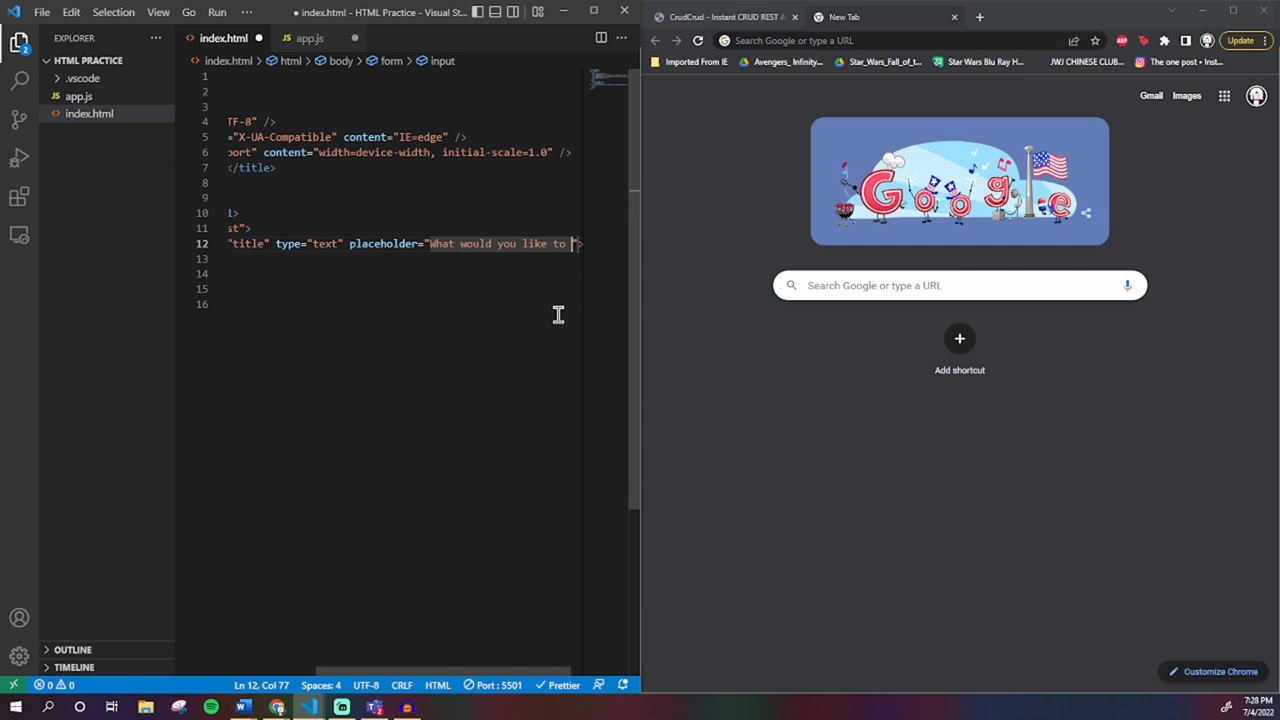 File Edit Selection View Go Run ··· ● index.html - HTML Practice - Visual St...
EXPLORER ···
HTML PRACTICE
.vscode
JS app.js
<> index.html
2
OUTLINE
TIMELINE
<> index.html ● JS app.js ●
<> index.html > html > body > form > input
1
2
3
4 TF-8" />
5 ="X-UA-Compatible" content="IE=edge" />
6 port" content="width=device-width, initial-scale=1.0" />
7 </title>
8
9
10 l>
11 st">
12 "title" type="text" placeholder="What would you like to ">
13
14
15
16
0 0 Ln 12, Col 77 Spaces: 4 UTF-8 CRLF HTML Port : 5501 Prettier
CrudCrud - Instant CRUD REST A
New Tab
Search Google or type a URL
Update
Imported From IE Avengers_Infinity... Star_Wars_Fall_of_t... Star Wars Blu Ray H... JWJ CHINESE CLUB... The one post • Inst...
Gmail Images
Google
Search Google or type a URL
Add shortcut
Customize Chrome
7:28 PM
7/4/2022